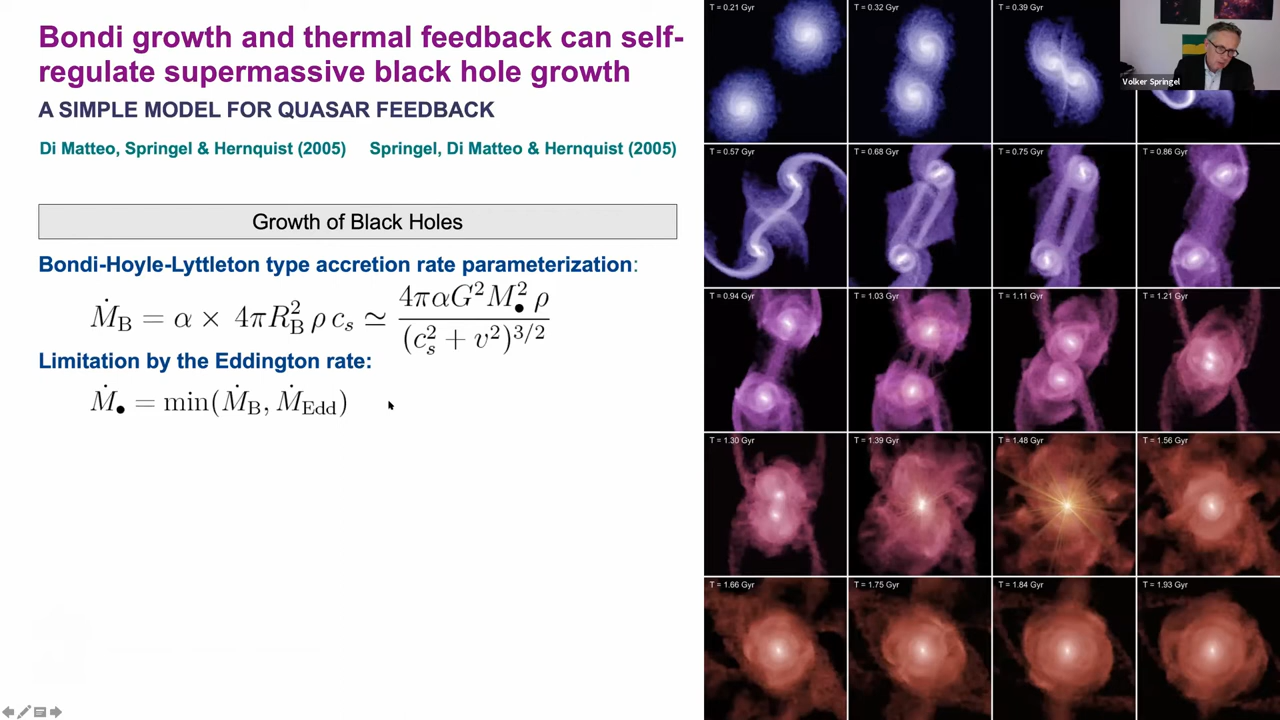 Bondi growth and thermal feedback can self-
regulate supermassive black hole growth
A SIMPLE MODEL FOR QUASAR FEEDBACK
Di Matteo, Springel & Hernquist (2005) Springel, Di Matteo & Hernquist (2005)
Growth of Black Holes
Bondi-Hoyle-Lyttleton type accretion rate parameterization:
Ṁ_B = α × 4πR_B² ρ c_s ≃ 4παG²M_•² ρ / (c_s² + v²)^{3/2}
Limitation by the Eddington rate:
Ṁ_• = min(Ṁ_B, Ṁ_Edd)
T = 0.21 Gyr
T = 0.32 Gyr
T = 0.39 Gyr
Volker Springel
T = 0.57 Gyr
T = 0.68 Gyr
T = 0.75 Gyr
T = 0.86 Gyr
T = 0.94 Gyr
T = 1.03 Gyr
T = 1.11 Gyr
T = 1.21 Gyr
T = 1.30 Gyr
T = 1.39 Gyr
T = 1.48 Gyr
T = 1.56 Gyr
T = 1.66 Gyr
T = 1.75 Gyr
T = 1.84 Gyr
T = 1.93 Gyr